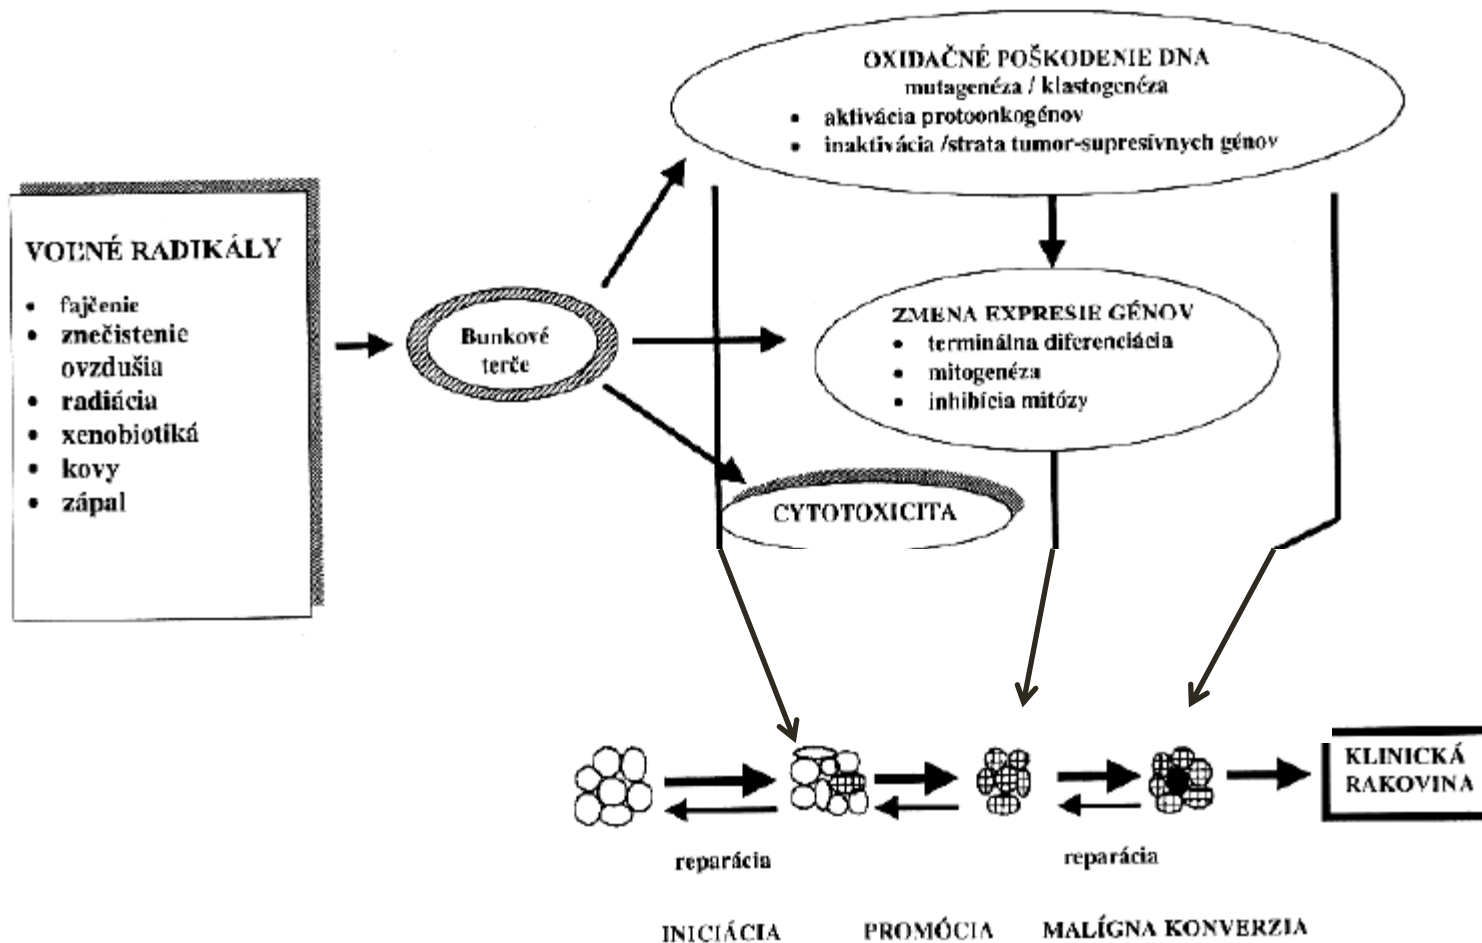 OXIDAČNÉ POŠKODENIE DNA
mutagenéza / klastogenéza
• aktivácia protoonkogénov
• inaktivácia /strata tumor-supresívnych génov
VOĽNÉ RADIKÁLY
• fajčenie
• znečistenie
ovzdušia
• radiácia
• xenobiotiká
• kovy
• zápal
Bunkové
terče
ZMENA EXPRESIE GÉNOV
• terminálna diferenciácia
• mitogenéza
• inhibícia mitózy
CYTOTOXICITA
KLINICKÁ
RAKOVINA
reparácia
reparácia
INICIÁCIA
PROMÓCIA
MALÍGNA KONVERZIA